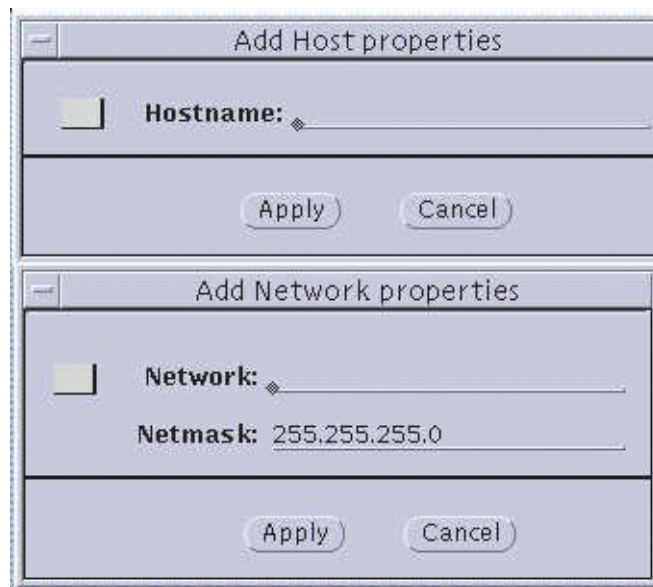 Add Host properties
Hostname:
Apply Cancel
Add Network properties
Network:
Netmask: 255.255.255.0
Apply Cancel